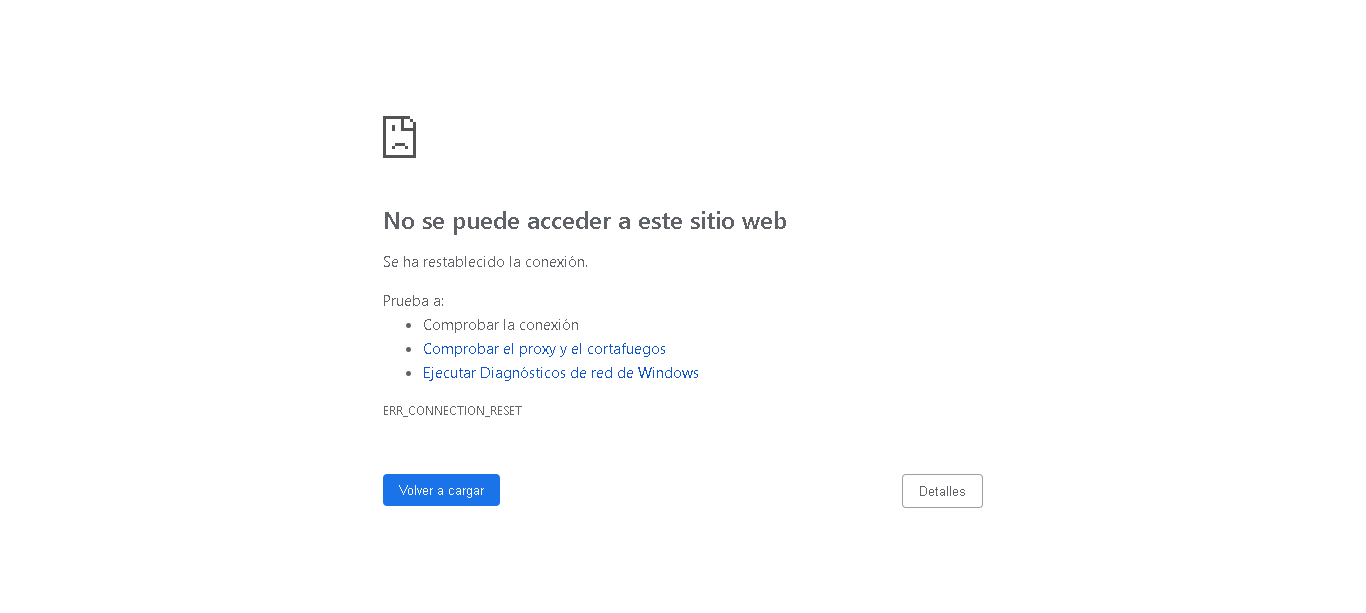 No se puede acceder a este sitio web
Se ha restablecido la conexión.
Prueba a:
Comprobar la conexión
Comprobar el proxy y el cortafuegos
Ejecutar Diagnósticos de red de Windows
ERR_CONNECTION_RESET
Volver a cargar
Detalles